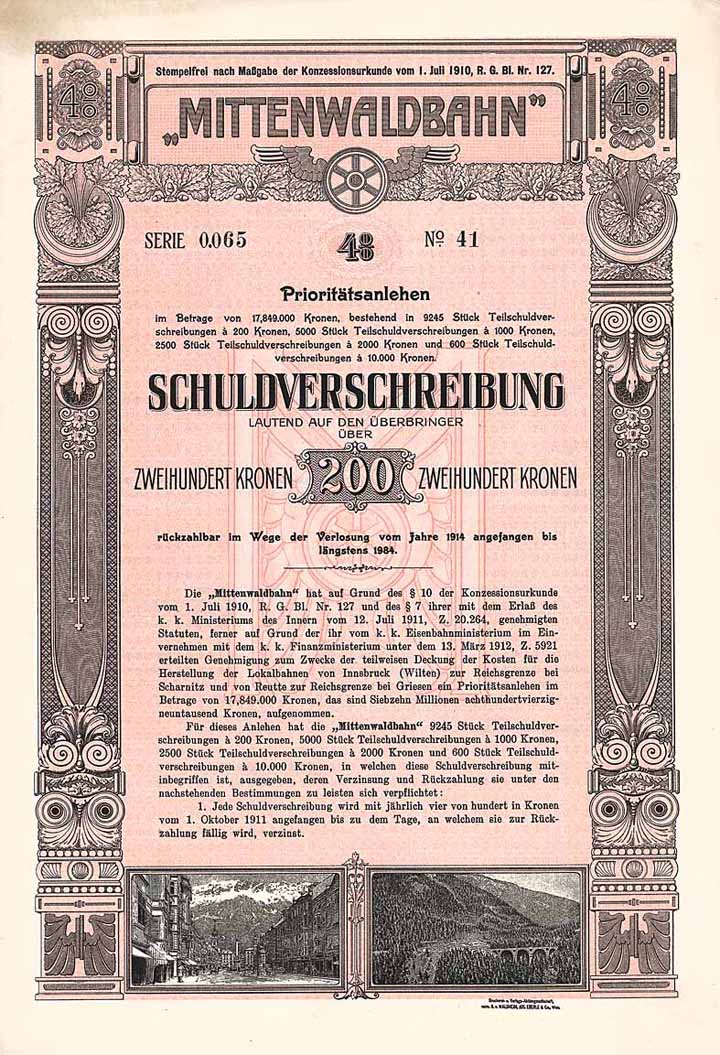 Stempelfrei nach Maßgabe der Konzessionsurkunde vom 1. Juli 1910, R. G. Bl. Nr. 127.
4%
4%
„MITTENWALDBAHN”
SERIE 0.065
4%
No 41
Prioritätsanlehen
im Betrage von 17,849.000 Kronen, bestehend in 9245 Stück Teilschuldver-
schreibungen à 200 Kronen, 5000 Stück Teilschuldverschreibungen à 1000 Kronen,
2500 Stück Teilschuldverschreibungen à 2000 Kronen und 600 Stück Teilschuld-
verschreibungen à 10.000 Kronen.
SCHULDVERSCHREIBUNG
LAUTEND AUF DEN ÜBERBRINGER
ÜBER
ZWEIHUNDERT KRONEN 200 ZWEIHUNDERT KRONEN
rückzahlbar im Wege der Verlosung vom Jahre 1914 angefangen bis
längstens 1984.
Die „Mittenwaldbahn“ hat auf Grund des § 10 der Konzessionsurkunde
vom 1. Juli 1910, R. G. Bl. Nr. 127 und des § 7 ihrer mit dem Erlaß des
k. k. Ministeriums des Innern vom 12. Juli 1911, Z. 20.264, genehmigten
Statuten, ferner auf Grund der ihr vom k. k. Eisenbahnministerium im Ein-
vernehmen mit dem k. k. Finanzministerium unter dem 13. März 1912, Z. 5921
erteilten Genehmigung zum Zwecke der teilweisen Deckung der Kosten für die
Herstellung der Lokalbahnen von Innsbruck (Wilten) zur Reichsgrenze bei
Scharnitz und von Reutte zur Reichsgrenze bei Griesen ein Prioritätsanlehen im
Betrage von 17,849.000 Kronen, das sind Siebzehn Millionen achthundertvierzig-
neuntausend Kronen, aufgenommen.
Für dieses Anlehen hat die „Mittenwaldbahn“ 9245 Stück Teilschuldver-
schreibungen à 200 Kronen, 5000 Stück Teilschuldverschreibungen à 1000 Kronen,
2500 Stück Teilschuldverschreibungen à 2000 Kronen und 600 Stück Teilschuld-
verschreibungen à 10.000 Kronen, in welchen diese Schuldverschreibung mit-
inbegriffen ist, ausgegeben, deren Verzinsung und Rückzahlung sie unter den
nachstehenden Bestimmungen zu leisten sich verpflichtet:
1. Jede Schuldverschreibung wird mit jährlich vier von hundert in Kronen
vom 1. Oktober 1911 angefangen bis zu dem Tage, an welchem sie zur Rück-
zahlung fällig wird, verzinst.
Druckerei- u. Verlags-Aktiengesellschaft,
vorm. R. v. WALDHEIM, JOS. EBERLE & Co., Wien.